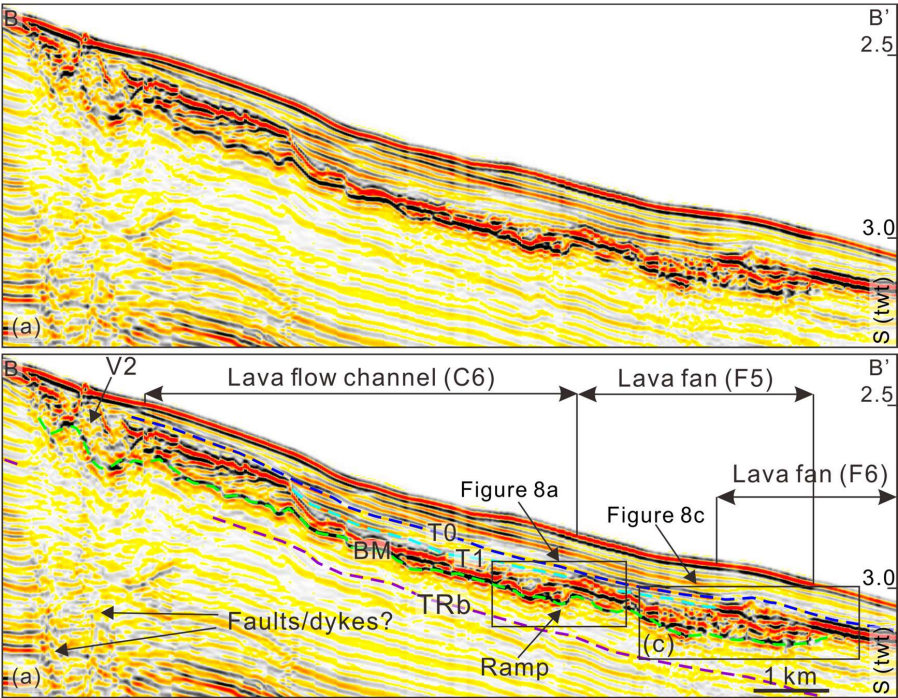 B B’
2.5
3.0
S (twt)
(a)
B V2 B’
Lava flow channel (C6) Lava fan (F5) 2.5
Lava fan (F6)
Figure 8a
Figure 8c
T0
BM T1
3.0
TRb
Faults/dykes?
(c)
Ramp
1 km
S (twt)
(a)